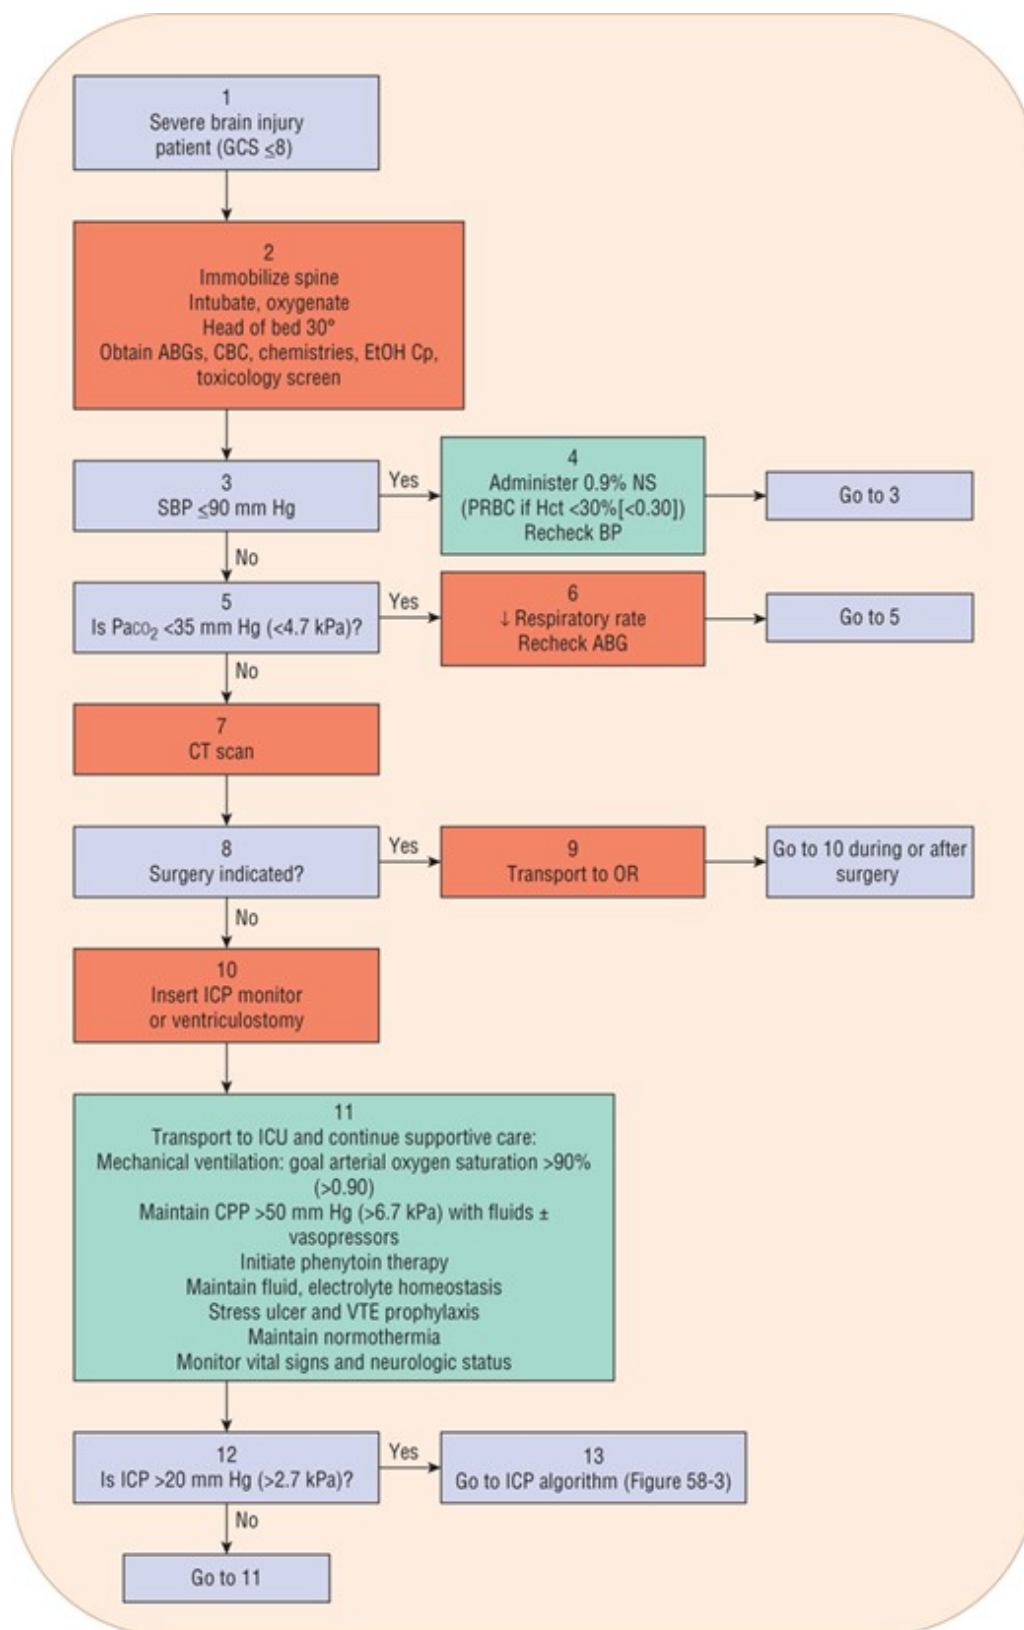 1
Severe brain injury
patient (GCS ≤8)
2
Immobilize spine
Intubate, oxygenate
Head of bed 30°
Obtain ABGs, CBC, chemistries, EtOH Cp,
toxicology screen
3
SBP ≤90 mm Hg
Yes
4
Administer 0.9% NS
(PRBC if Hct <30%[<0.30])
Recheck BP
Go to 3
No
5
Is Paco₂ <35 mm Hg (<4.7 kPa)?
Yes
6
↓ Respiratory rate
Recheck ABG
Go to 5
No
7
CT scan
8
Surgery indicated?
Yes
9
Transport to OR
Go to 10 during or after
surgery
No
10
Insert ICP monitor
or ventriculostomy
11
Transport to ICU and continue supportive care:
Mechanical ventilation: goal arterial oxygen saturation >90%
(>0.90)
Maintain CPP >50 mm Hg (>6.7 kPa) with fluids ±
vasopressors
Initiate phenytoin therapy
Maintain fluid, electrolyte homeostasis
Stress ulcer and VTE prophylaxis
Maintain normothermia
Monitor vital signs and neurologic status
12
Is ICP >20 mm Hg (>2.7 kPa)?
Yes
13
Go to ICP algorithm (Figure 58-3)
No
Go to 11